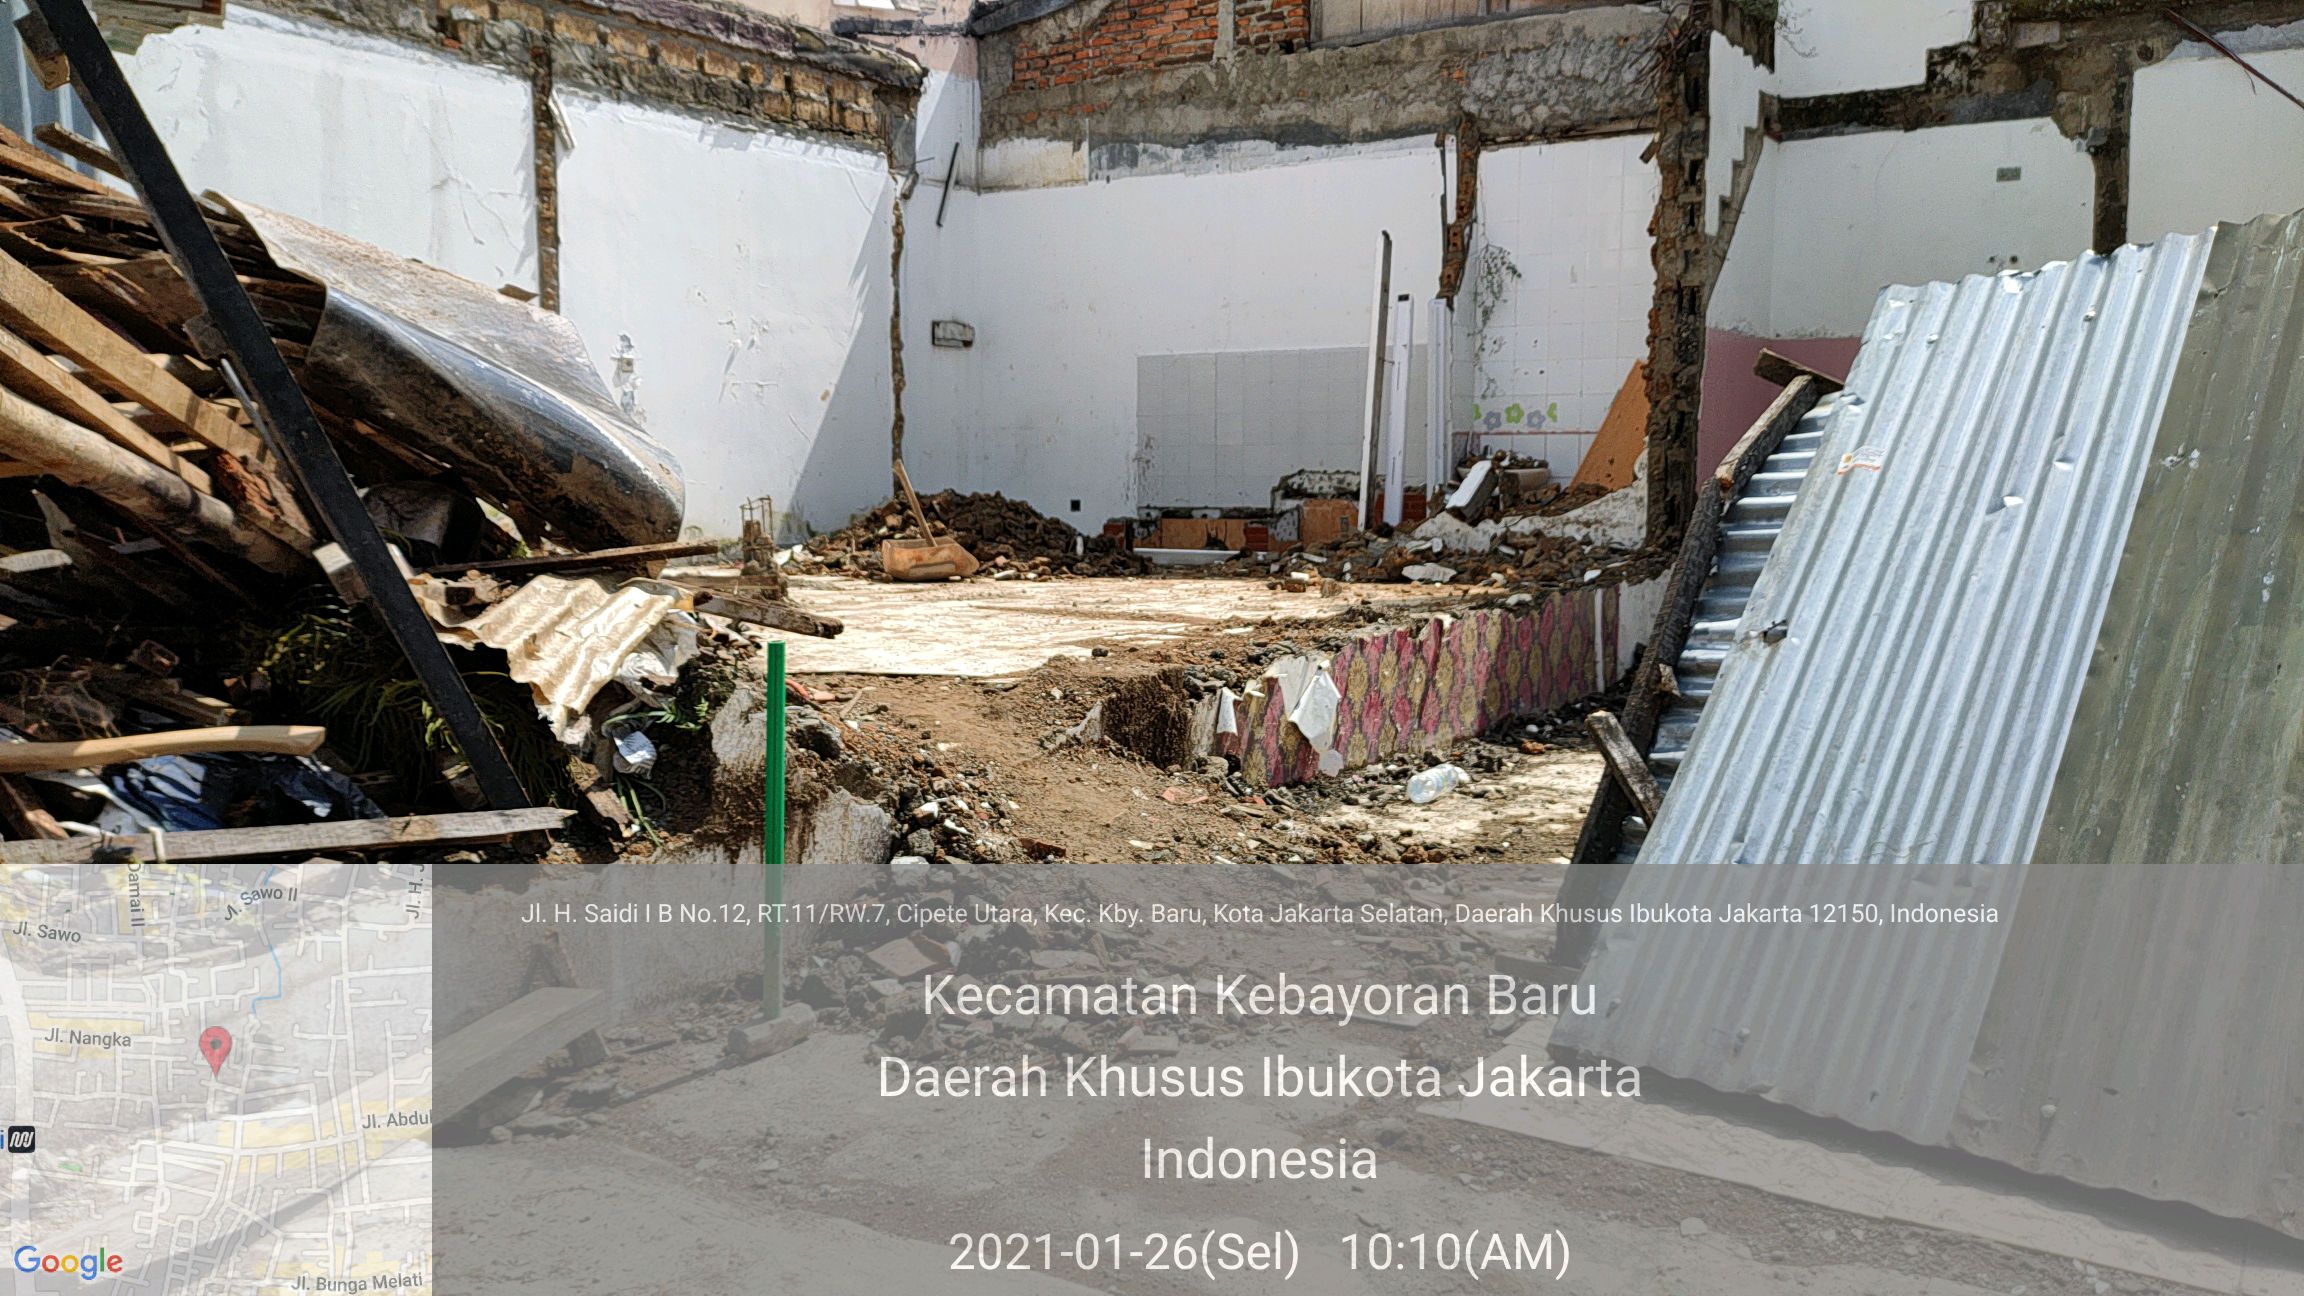 Jl. H. Saidi I B No.12, RT.11/RW.7, Cipete Utara, Kec. Kby. Baru, Kota Jakarta Selatan, Daerah Khusus Ibukota Jakarta 12150, Indonesia
Kecamatan Kebayoran Baru
Daerah Khusus Ibukota Jakarta
Indonesia
2021-01-26(Sel) 10:10(AM)
Damai II
Jl. Sawo II
Jl. H.
Jl. Sawo
Jl. Nangka
Jl. Abdul
i
Google
Jl. Bunga Melati